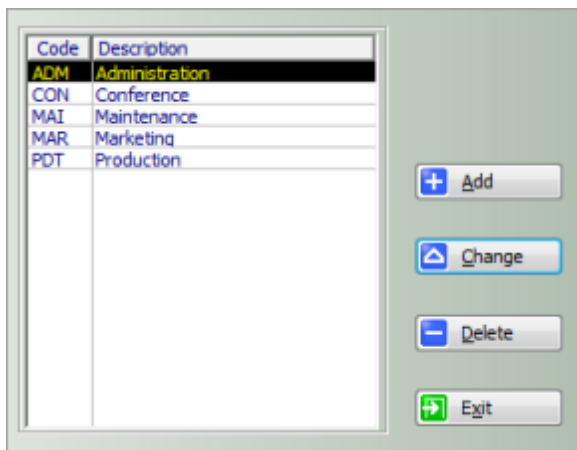 Code Description
ADM Administration
CON Conference
MAI Maintenance
MAR Marketing
PDT Production
Add
Change
Delete
Exit